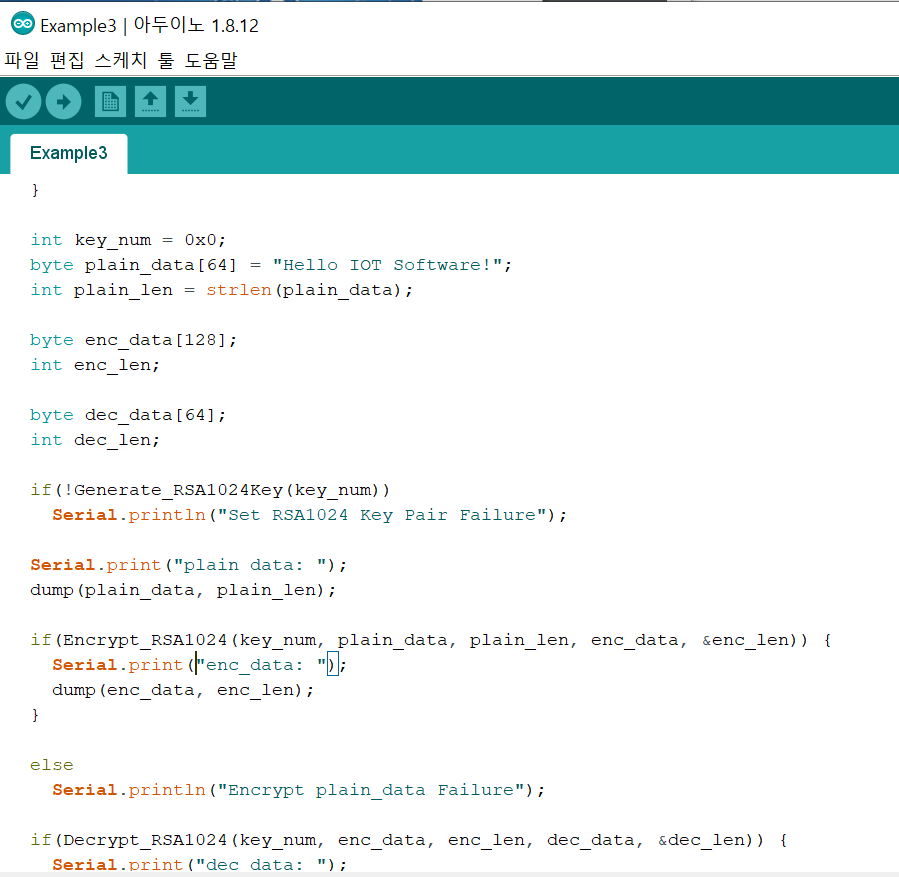 Example3 | 아두이노 1.8.12
파일 편집 스케치 툴 도움말
Example3
}
int key_num = 0x0;
byte plain_data[64] = "Hello IOT Software!";
int plain_len = strlen(plain_data);
byte enc_data[128];
int enc_len;
byte dec_data[64];
int dec_len;
if(!Generate_RSA1024Key(key_num))
Serial.println("Set RSA1024 Key Pair Failure");
Serial.print("plain data: ");
dump(plain_data, plain_len);
if(Encrypt_RSA1024(key_num, plain_data, plain_len, enc_data, &enc_len)) {
Serial.print("enc_data: ");
dump(enc_data, enc_len);
}
else
Serial.println("Encrypt plain_data Failure");
if(Decrypt_RSA1024(key_num, enc_data, enc_len, dec_data, &dec_len)) {
Serial.print("dec data: ");